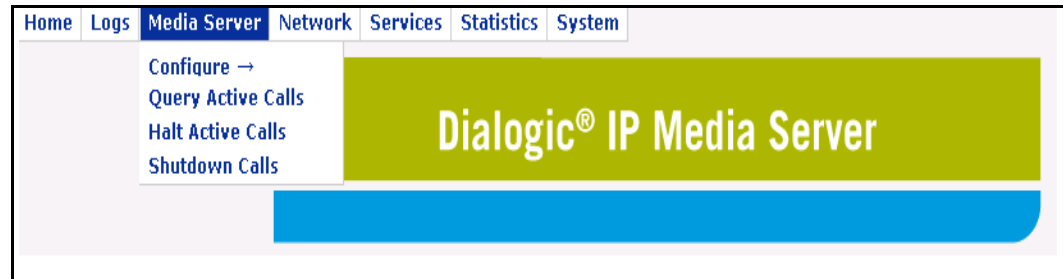 Home Logs Media Server Network Services Statistics System
Configure →
Query Active Calls
Halt Active Calls
Shutdown Calls
Dialogic® IP Media Server